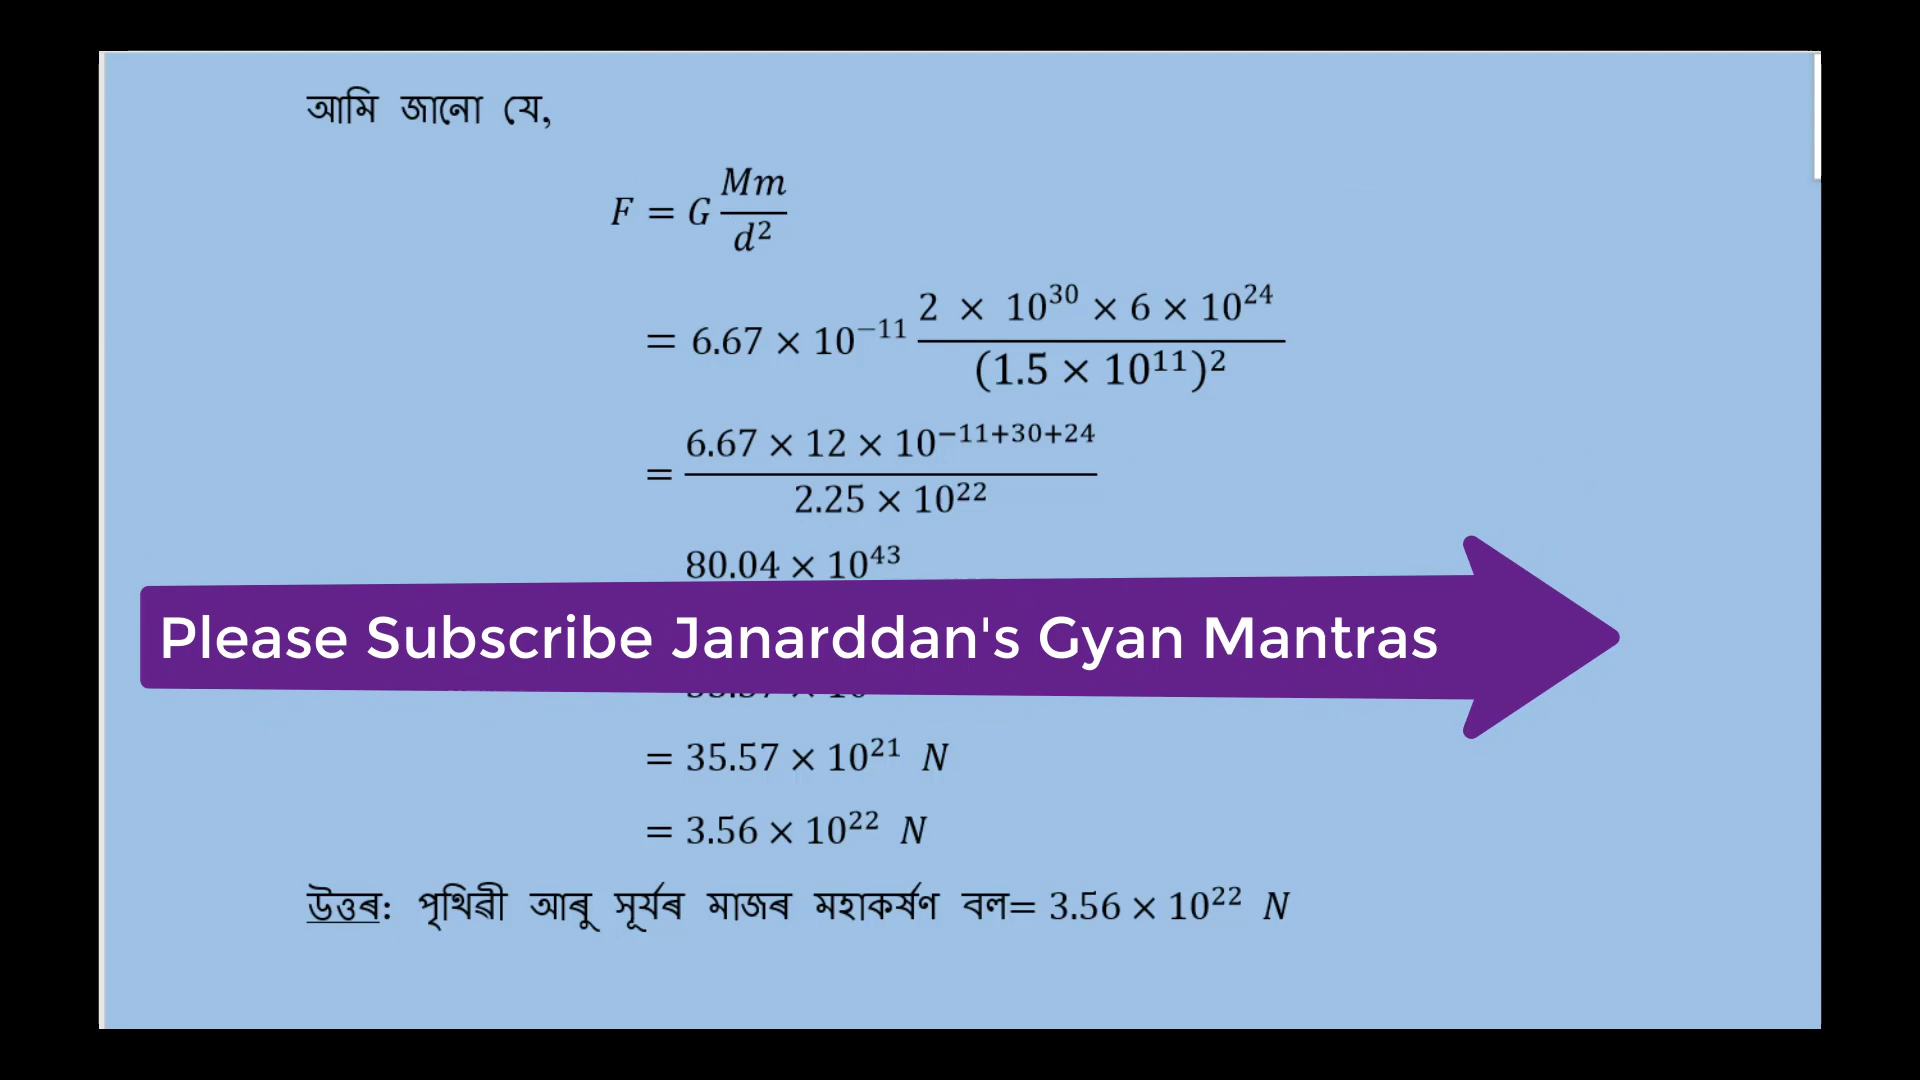 আমি জানো যে,
F = G Mm/d²
= 6.67 × 10⁻¹¹ 2 × 10³⁰ × 6 × 10²⁴/(1.5 × 10¹¹)²
= 6.67 × 12 × 10⁻¹¹⁺³⁰⁺²⁴/2.25 × 10²²
80.04 × 10⁴³
Please Subscribe Janarddan's Gyan Mantras
= 35.57 × 10²¹ N
= 3.56 × 10²² N
উত্তৰ: পৃথিৱী আৰু সূৰ্যৰ মাজৰ মহাকৰ্ষণ বল= 3.56 × 10²² N